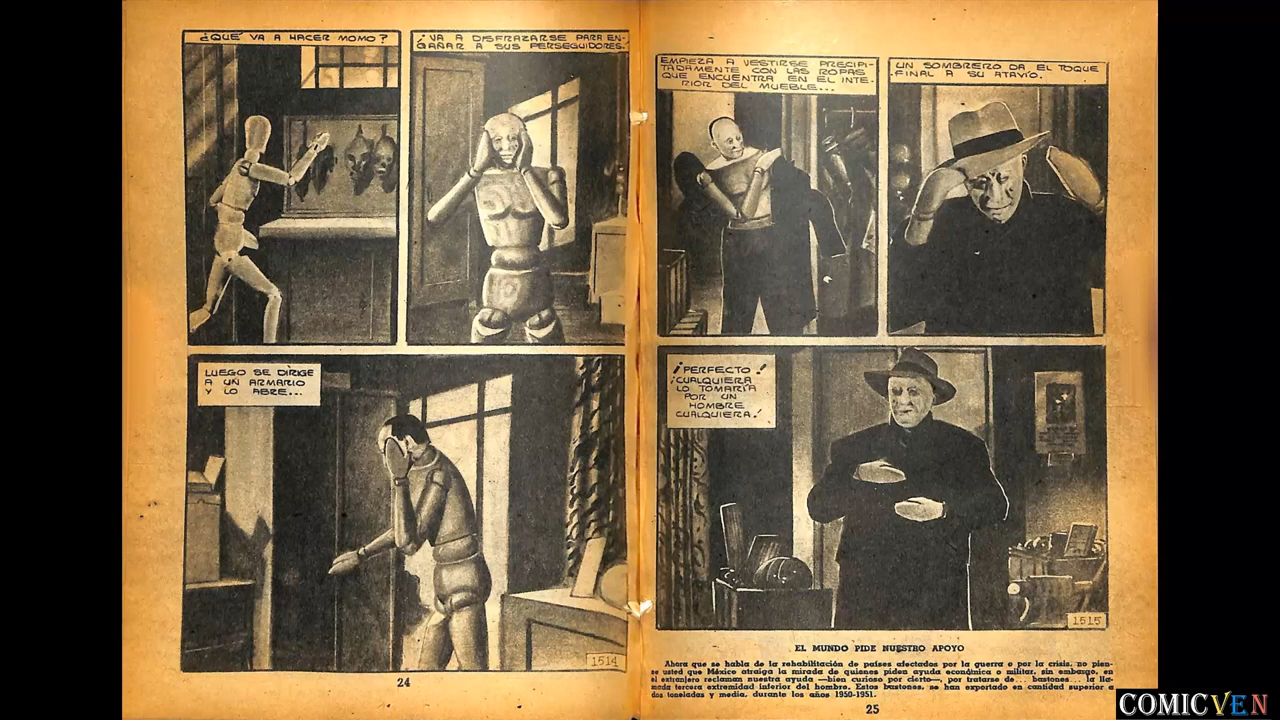 ¿QUÉ VA A HACER MOMO?
¡VA A DISFRAZARSE PARA EN-
GAÑAR A SUS PERSEGUIDORES.
LUEGO SE DIRIGE
A UN ARMARIO
Y LO ABRE...
1514
24
EMPIEZA A VESTIRSE PRECIPI-
TADAMENTE CON LAS ROPAS
QUE ENCUENTRA EN EL INTE-
RIOR DEL MUEBLE...
UN SOMBRERO DA EL TOQUE
FINAL A SU ATAVÍO.
¡PERFECTO!
¡CUALQUIERA
LO TOMARÍA
POR UN
HOMBRE
CUALQUIERA!
1515
EL MUNDO PIDE NUESTRO APOYO
Ahora que se habla de la rehabilitación de países afectados por la guerra o por la crisis, no pien-
se usted que México atraiga la mirada de quienes piden ayuda económica o militar, sin embargo, en
el extranjero reclaman nuestra ayuda —bien curioso por cierto—, por tratarse de... bastones... la lla-
mada tercera extremidad inferior del hombre. Estos bastones, se han exportado en cantidad superior a
dos toneladas y media, durante los años 1950-1951.
25
COMICVEN